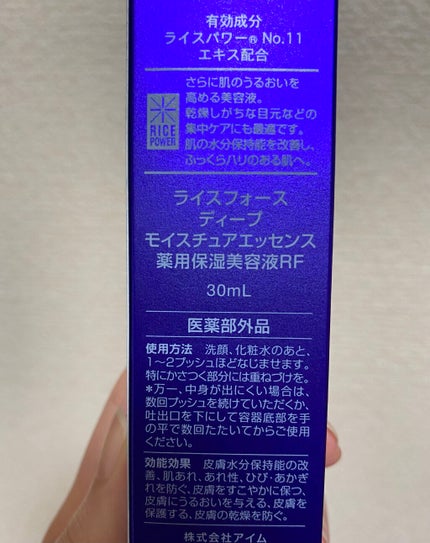 有効成分
ライスパワー® No.11
エキス配合
さらに肌のうるおいを
高める美容液。
乾燥しがちな目元などの
集中ケアにも最適です。
肌の水分保持能を改善し、
ふっくらハリのある肌へ。
RICE
POWER
ライスフォース
ディープ
モイスチュアエッセンス
薬用保湿美容液RF
30mL
医薬部外品
使用方法 洗顔、化粧水のあと、
1〜2プッシュほどなじませます。
特にかさつく部分には重ねづけを。
*万一、中身が出にくい場合は、
数回プッシュを続けていただくか、
吐出口を下にして容器底部を手
の平で数回たたいてからご使用
ください。
効能効果 皮膚水分保持能の改
善、肌あれ、あれ性、ひび・あかぎ
れを防ぐ、皮膚をすこやかに保つ、
皮膚にうるおいを与える、皮膚を
保護する、皮膚の乾燥を防ぐ。
株式会社アイム